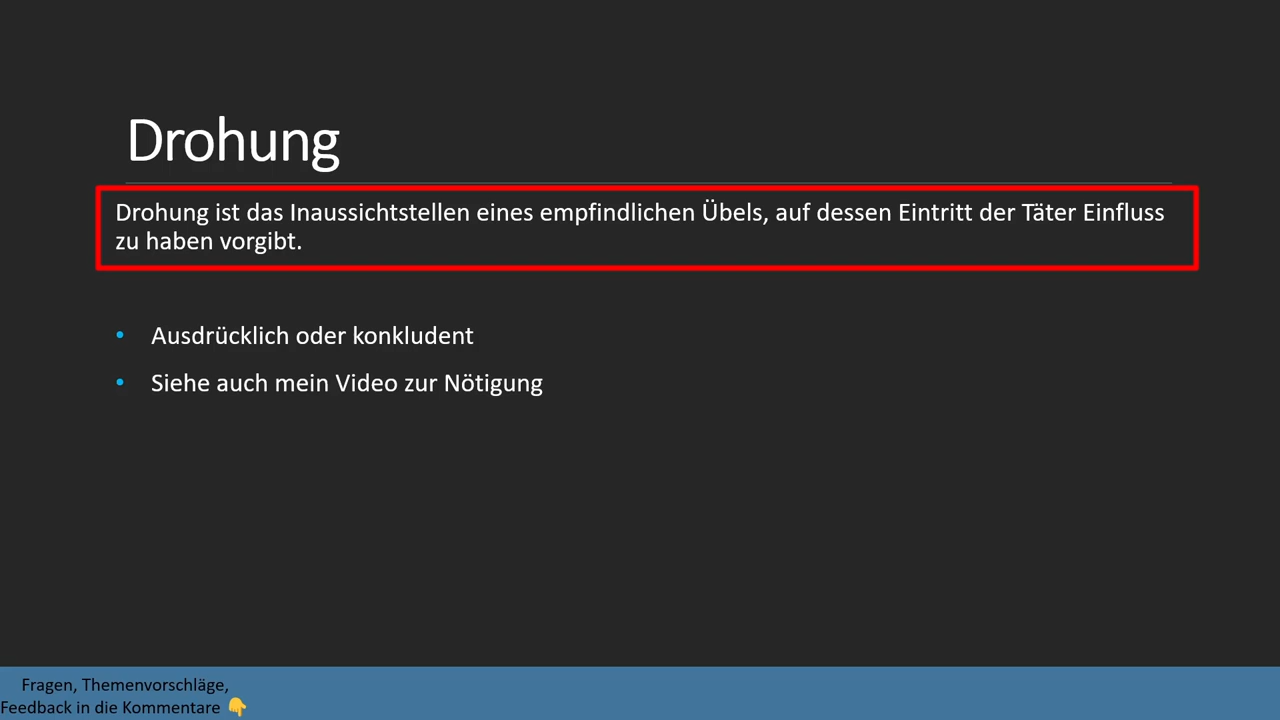 Drohung
Drohung ist das Inaussichtstellen eines empfindlichen Übels, auf dessen Eintritt der Täter Einfluss
zu haben vorgibt.
• Ausdrücklich oder konkludent
• Siehe auch mein Video zur Nötigung
Fragen, Themenvorschläge,
Feedback in die Kommentare 👇